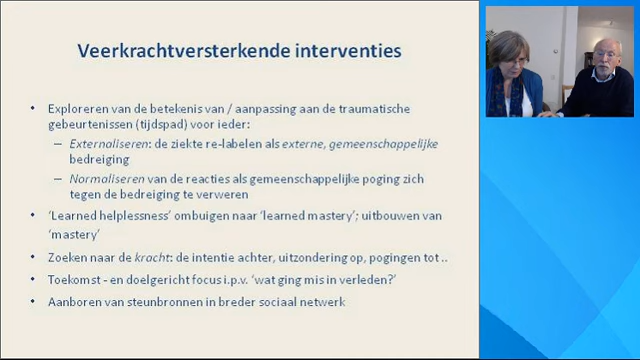 Veerkrachtversterkende interventies
• Exploreren van de betekenis van / aanpassing aan de traumatische
gebeurtenissen (tijdspad) voor ieder:
– Externaliseren: de ziekte re-labelen als externe, gemeenschappelijke
bedreiging
– Normaliseren van de reacties als gemeenschappelijke poging zich
tegen de bedreiging te verweren
• 'Learned helplessness' ombuigen naar 'learned mastery'; uitbouwen van
'mastery'
• Zoeken naar de kracht: de intentie achter, uitzondering op, pogingen tot ..
• Toekomst - en doelgericht focus i.p.v. 'wat ging mis in verleden?'
• Aanboren van steunbronnen in breder sociaal netwerk